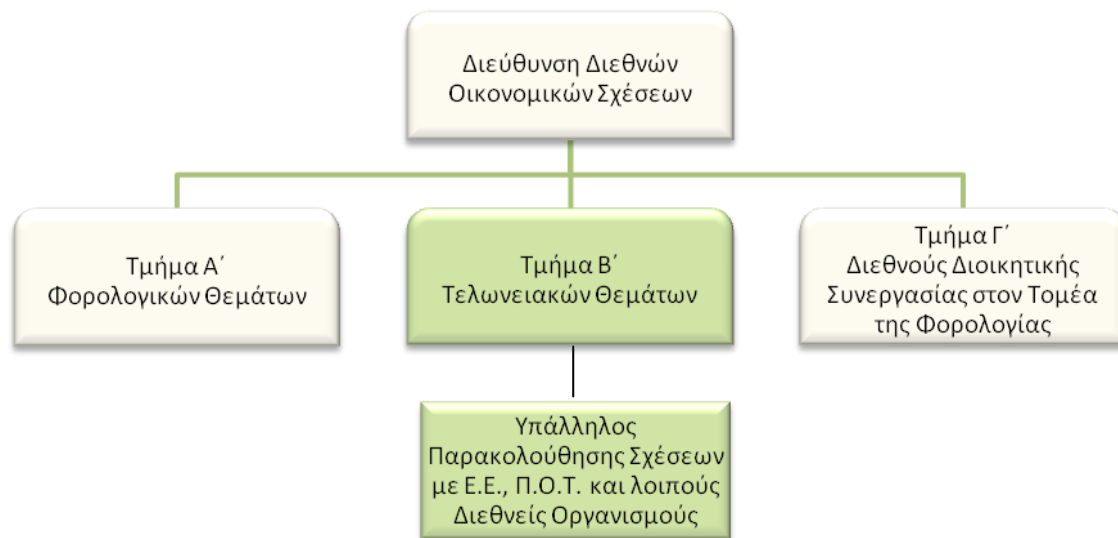 Διεύθυνση Διεθνών
Οικονομικών Σχέσεων
Τμήμα Α΄
Φορολογικών Θεμάτων
Τμήμα Β΄
Τελωνειακών Θεμάτων
Τμήμα Γ΄
Διεθνούς Διοικητικής
Συνεργασίας στον Τομέα
της Φορολογίας
Υπάλληλος
Παρακολούθησης Σχέσεων
με Ε.Ε., Π.Ο.Τ. και λοιπούς
Διεθνείς Οργανισμούς